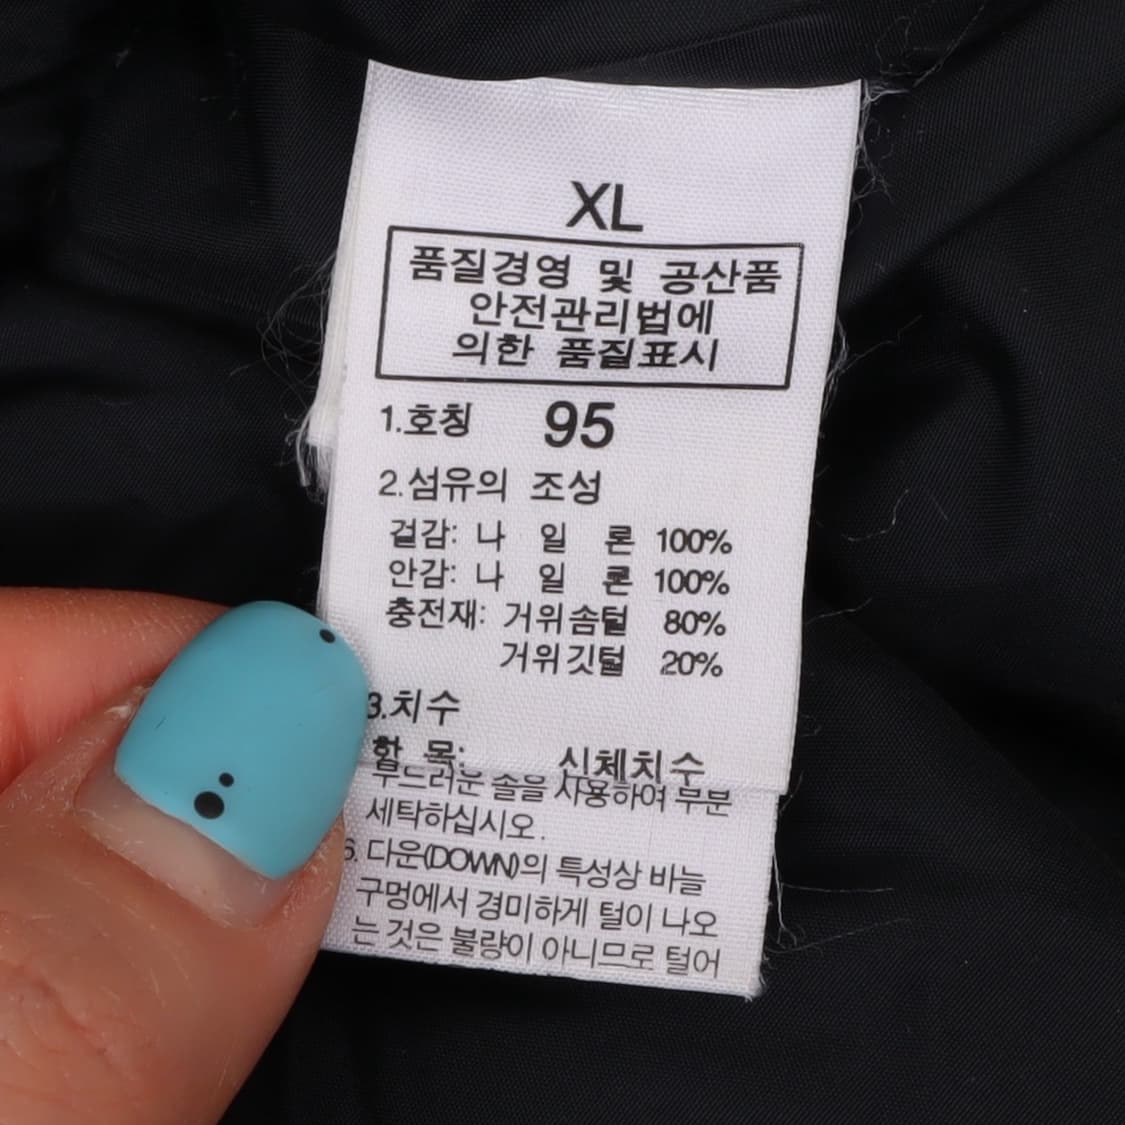 XL
품질경영 및 공산품
안전관리법에
의한 품질표시
1.호칭 95
2.섬유의 조성
겉감: 나 일 론 100%
안감: 나 일 론 100%
충전재: 거위솜털 80%
거위깃털 20%
3.치수
항 목: 신체치수
부드러운 솔을 사용하여 부분
세탁하십시오.
6. 다운(DOWN)의 특성상 바늘
구멍에서 경미하게 털이 나오
는 것은 불량이 아니므로 털어